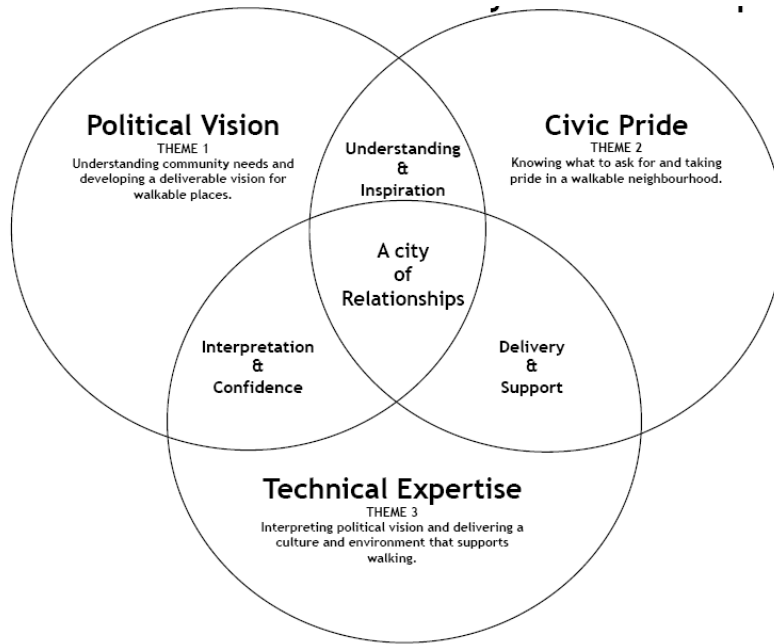 Political Vision
THEME 1
Understanding community needs and
developing a deliverable vision for
walkable places.
Understanding
&
Inspiration
Civic Pride
THEME 2
Knowing what to ask for and taking
pride in a walkable neighbourhood.
A city
of
Relationships
Interpretation
&
Confidence
Delivery
&
Support
Technical Expertise
THEME 3
Interpreting political vision and delivering a
culture and environment that supports
walking.